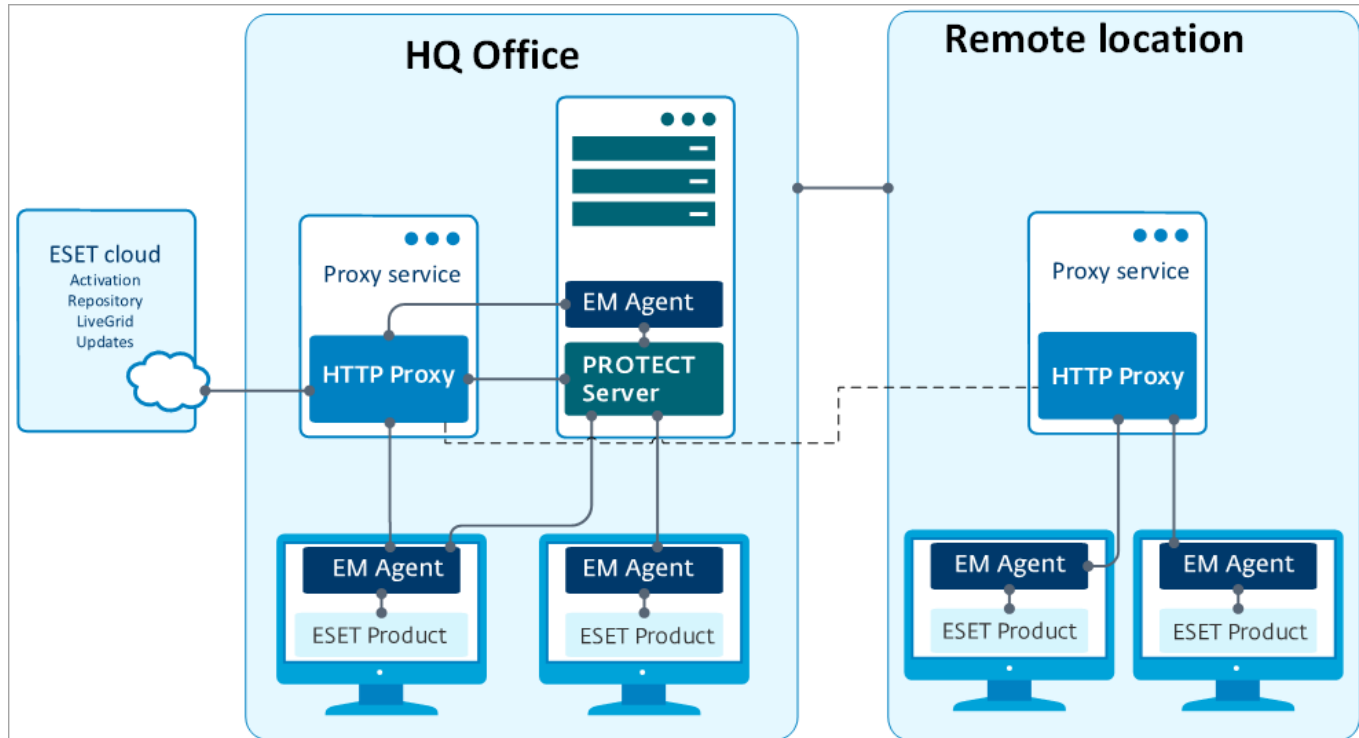 HQ Office
Remote location
ESET cloud
Activation
Repository
LiveGrid
Updates
Proxy service
HTTP Proxy
EM Agent
PROTECT
Server
EM Agent
ESET Product
EM Agent
ESET Product
Proxy service
HTTP Proxy
EM Agent
ESET Product
EM Agent
ESET Product